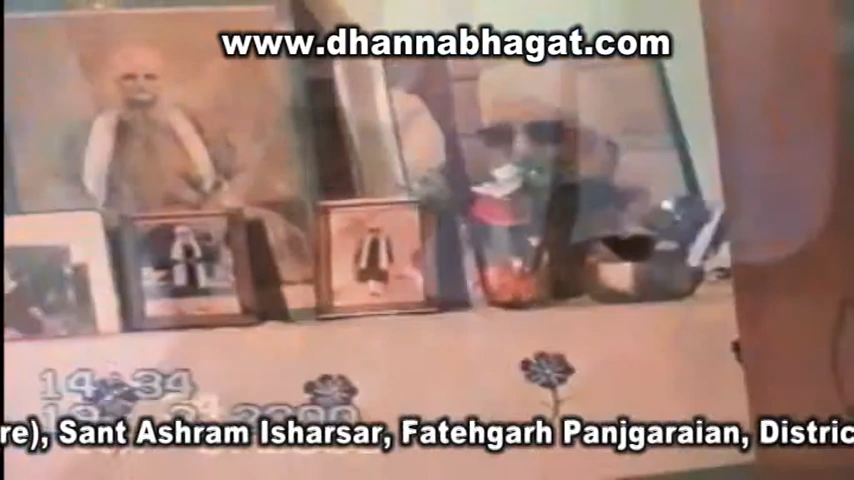 www.dhannabhagat.com
14 34
re), Sant Ashram Isharsar, Fatehgarh Panjgaraian, Distric